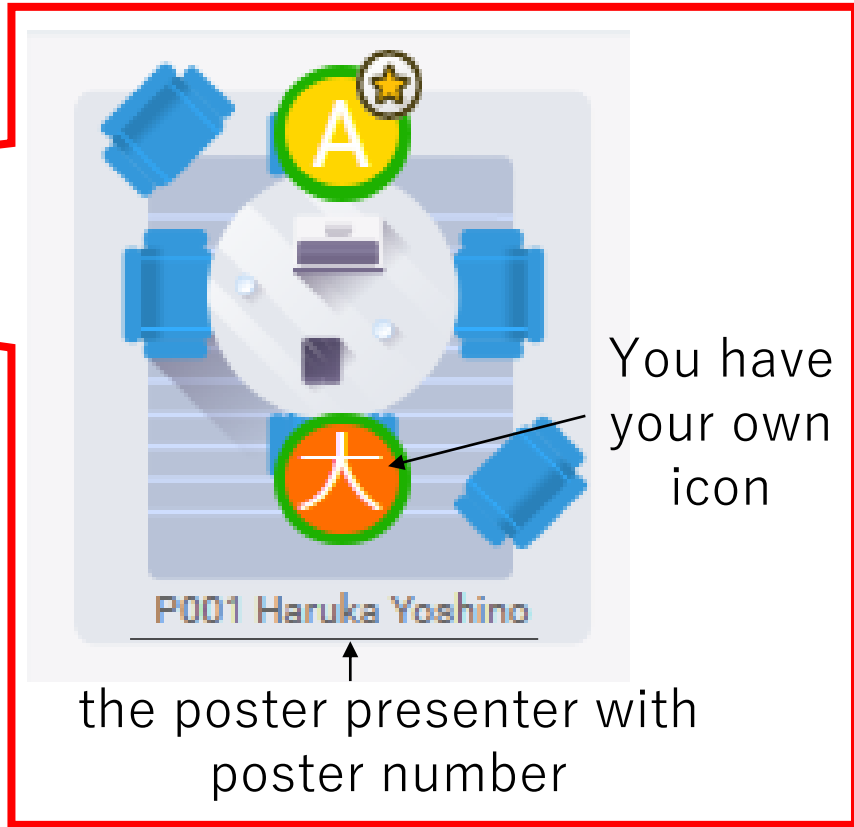 A
You have
your own
icon
大
P001 Haruka Yoshino
the poster presenter with
poster number